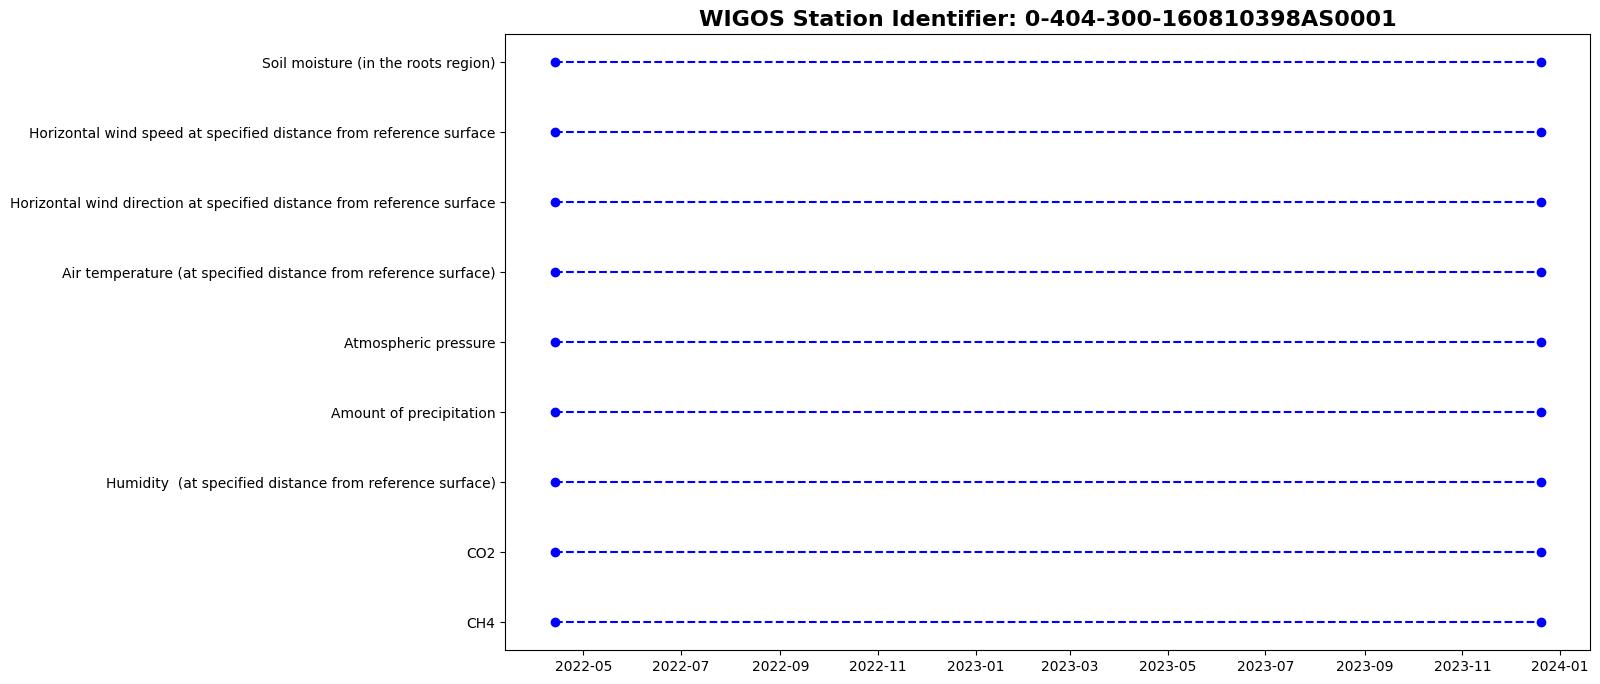 WIGOS Station Identifier: 0-404-300-160810398AS0001
Soil moisture (in the roots region)
Horizontal wind speed at specified distance from reference surface
Horizontal wind direction at specified distance from reference surface
Air temperature (at specified distance from reference surface)
Atmospheric pressure
Amount of precipitation
Humidity  (at specified distance from reference surface)
CO2
CH4
2022-05 2022-07 2022-09 2022-11 2023-01 2023-03 2023-05 2023-07 2023-09 2023-11 2024-01